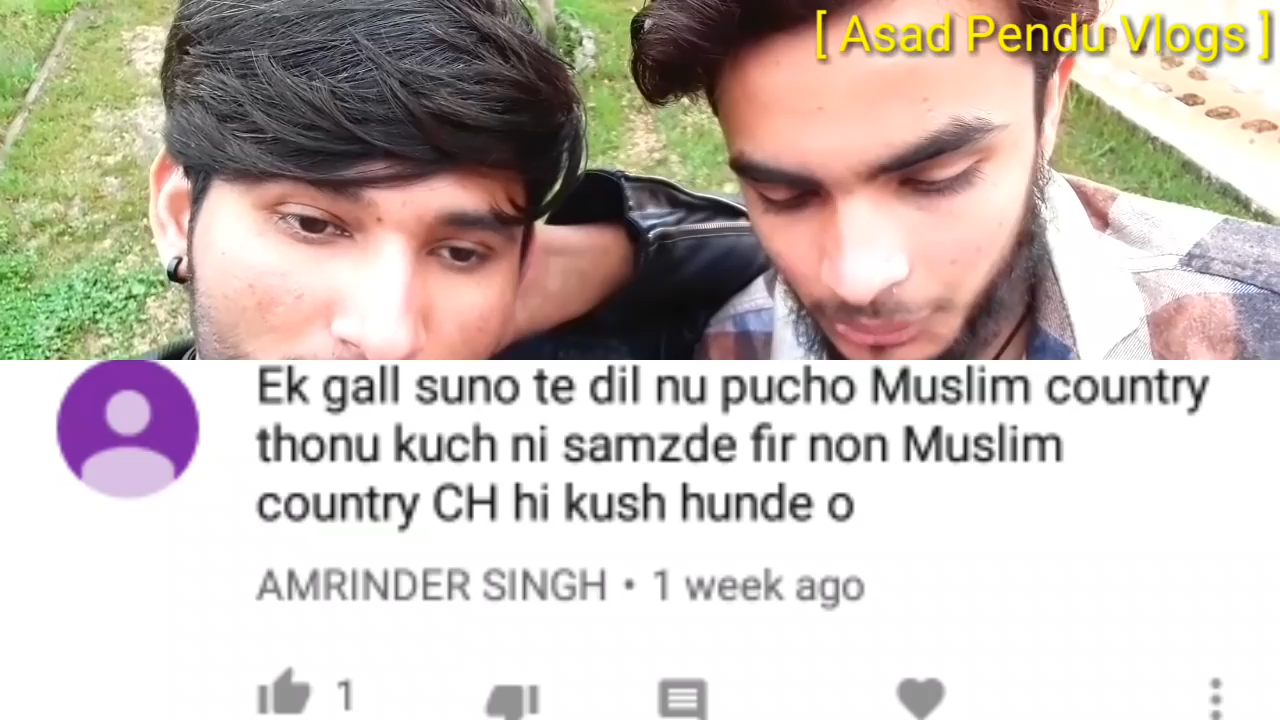 [ Asad Pendu Vlogs ]
Ek gall suno te dil nu pucho Muslim country
thonu kuch ni samzde fir non Muslim
country CH hi kush hunde o
AMRINDER SINGH • 1 week ago
1